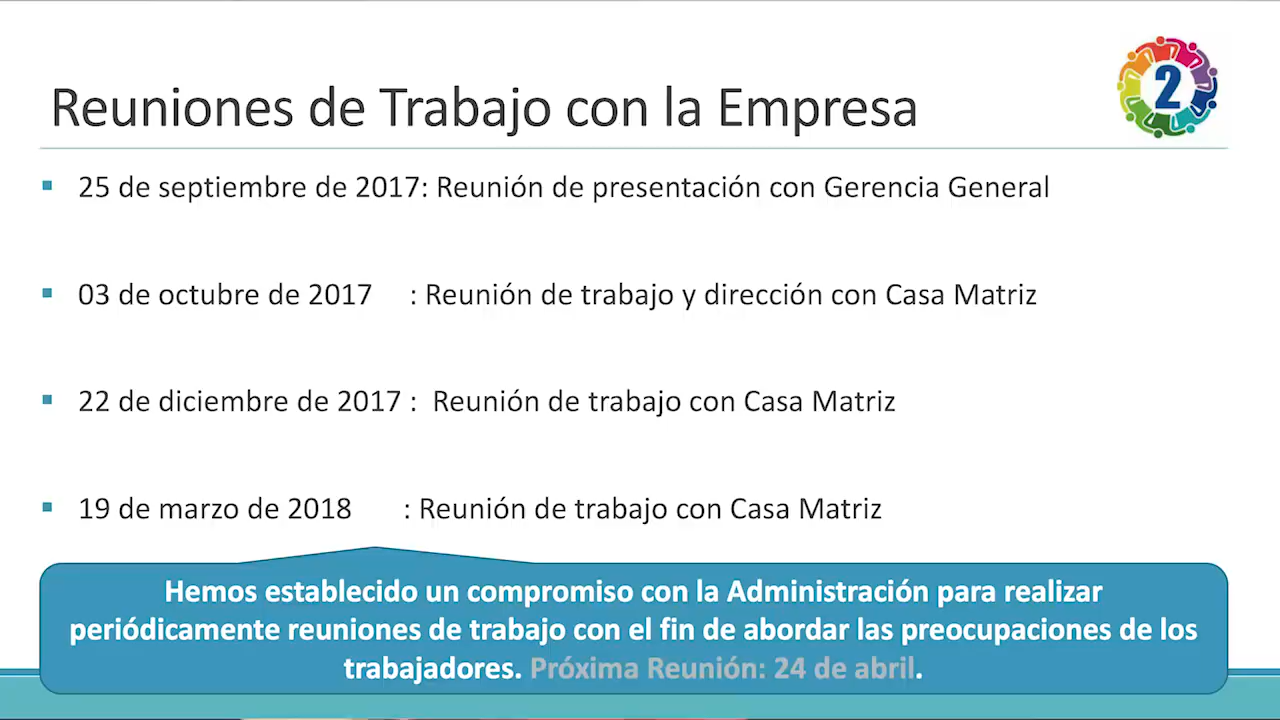 Reuniones de Trabajo con la Empresa
2
25 de septiembre de 2017: Reunión de presentación con Gerencia General
03 de octubre de 2017 : Reunión de trabajo y dirección con Casa Matriz
22 de diciembre de 2017 : Reunión de trabajo con Casa Matriz
19 de marzo de 2018 : Reunión de trabajo con Casa Matriz
Hemos establecido un compromiso con la Administración para realizar
periódicamente reuniones de trabajo con el fin de abordar las preocupaciones de los
trabajadores. Próxima Reunión: 24 de abril.